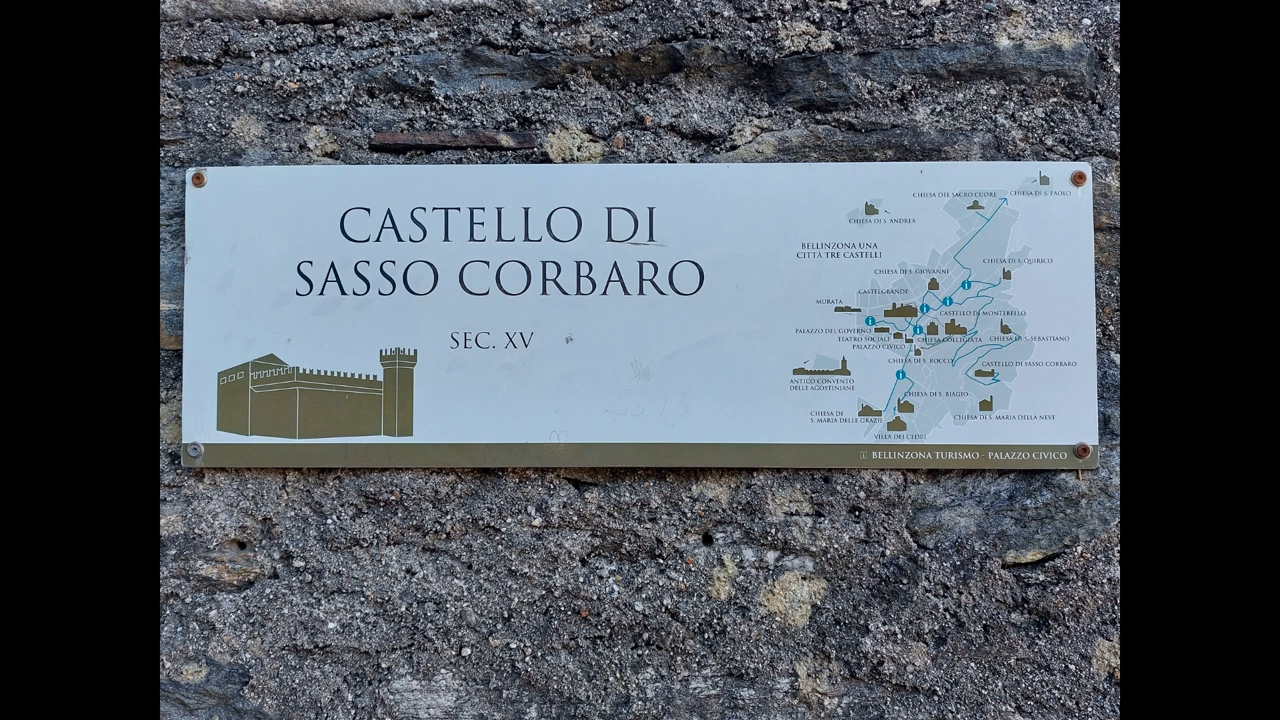 CASTELLO DI
SASSO CORBARO
SEC. XV
CHIESA DEL SACRO CUORE
CHIESA DI S. PAOLO
CHIESA DI S. ANDREA
BELLINZONA UNA
CITTÀ TRE CASTELLI
CHIESA DI S. QUIRICO
CHIESA DI S. GIOVANNI
CASTELGRANDE
MURATA
CASTELLO DI MONTEBELLO
PALAZZO DEL GOVERNO
TEATRO SOCIALE
CHIESA COLLEGIATA
CHIESA DI S. SEBASTIANO
PALAZZO CIVICO
CHIESA DI S. ROCCO
CASTELLO DI SASSO CORBARO
ANTICO CONVENTO
DELLE AGOSTINIANE
CHIESA DI S. BIAGIO
CHIESA DI
S. MARIA DELLE GRAZIE
CHIESA DI S. MARIA DELLA NEVE
VILLA DEI CEDRI
i BELLINZONA TURISMO - PALAZZO CIVICO